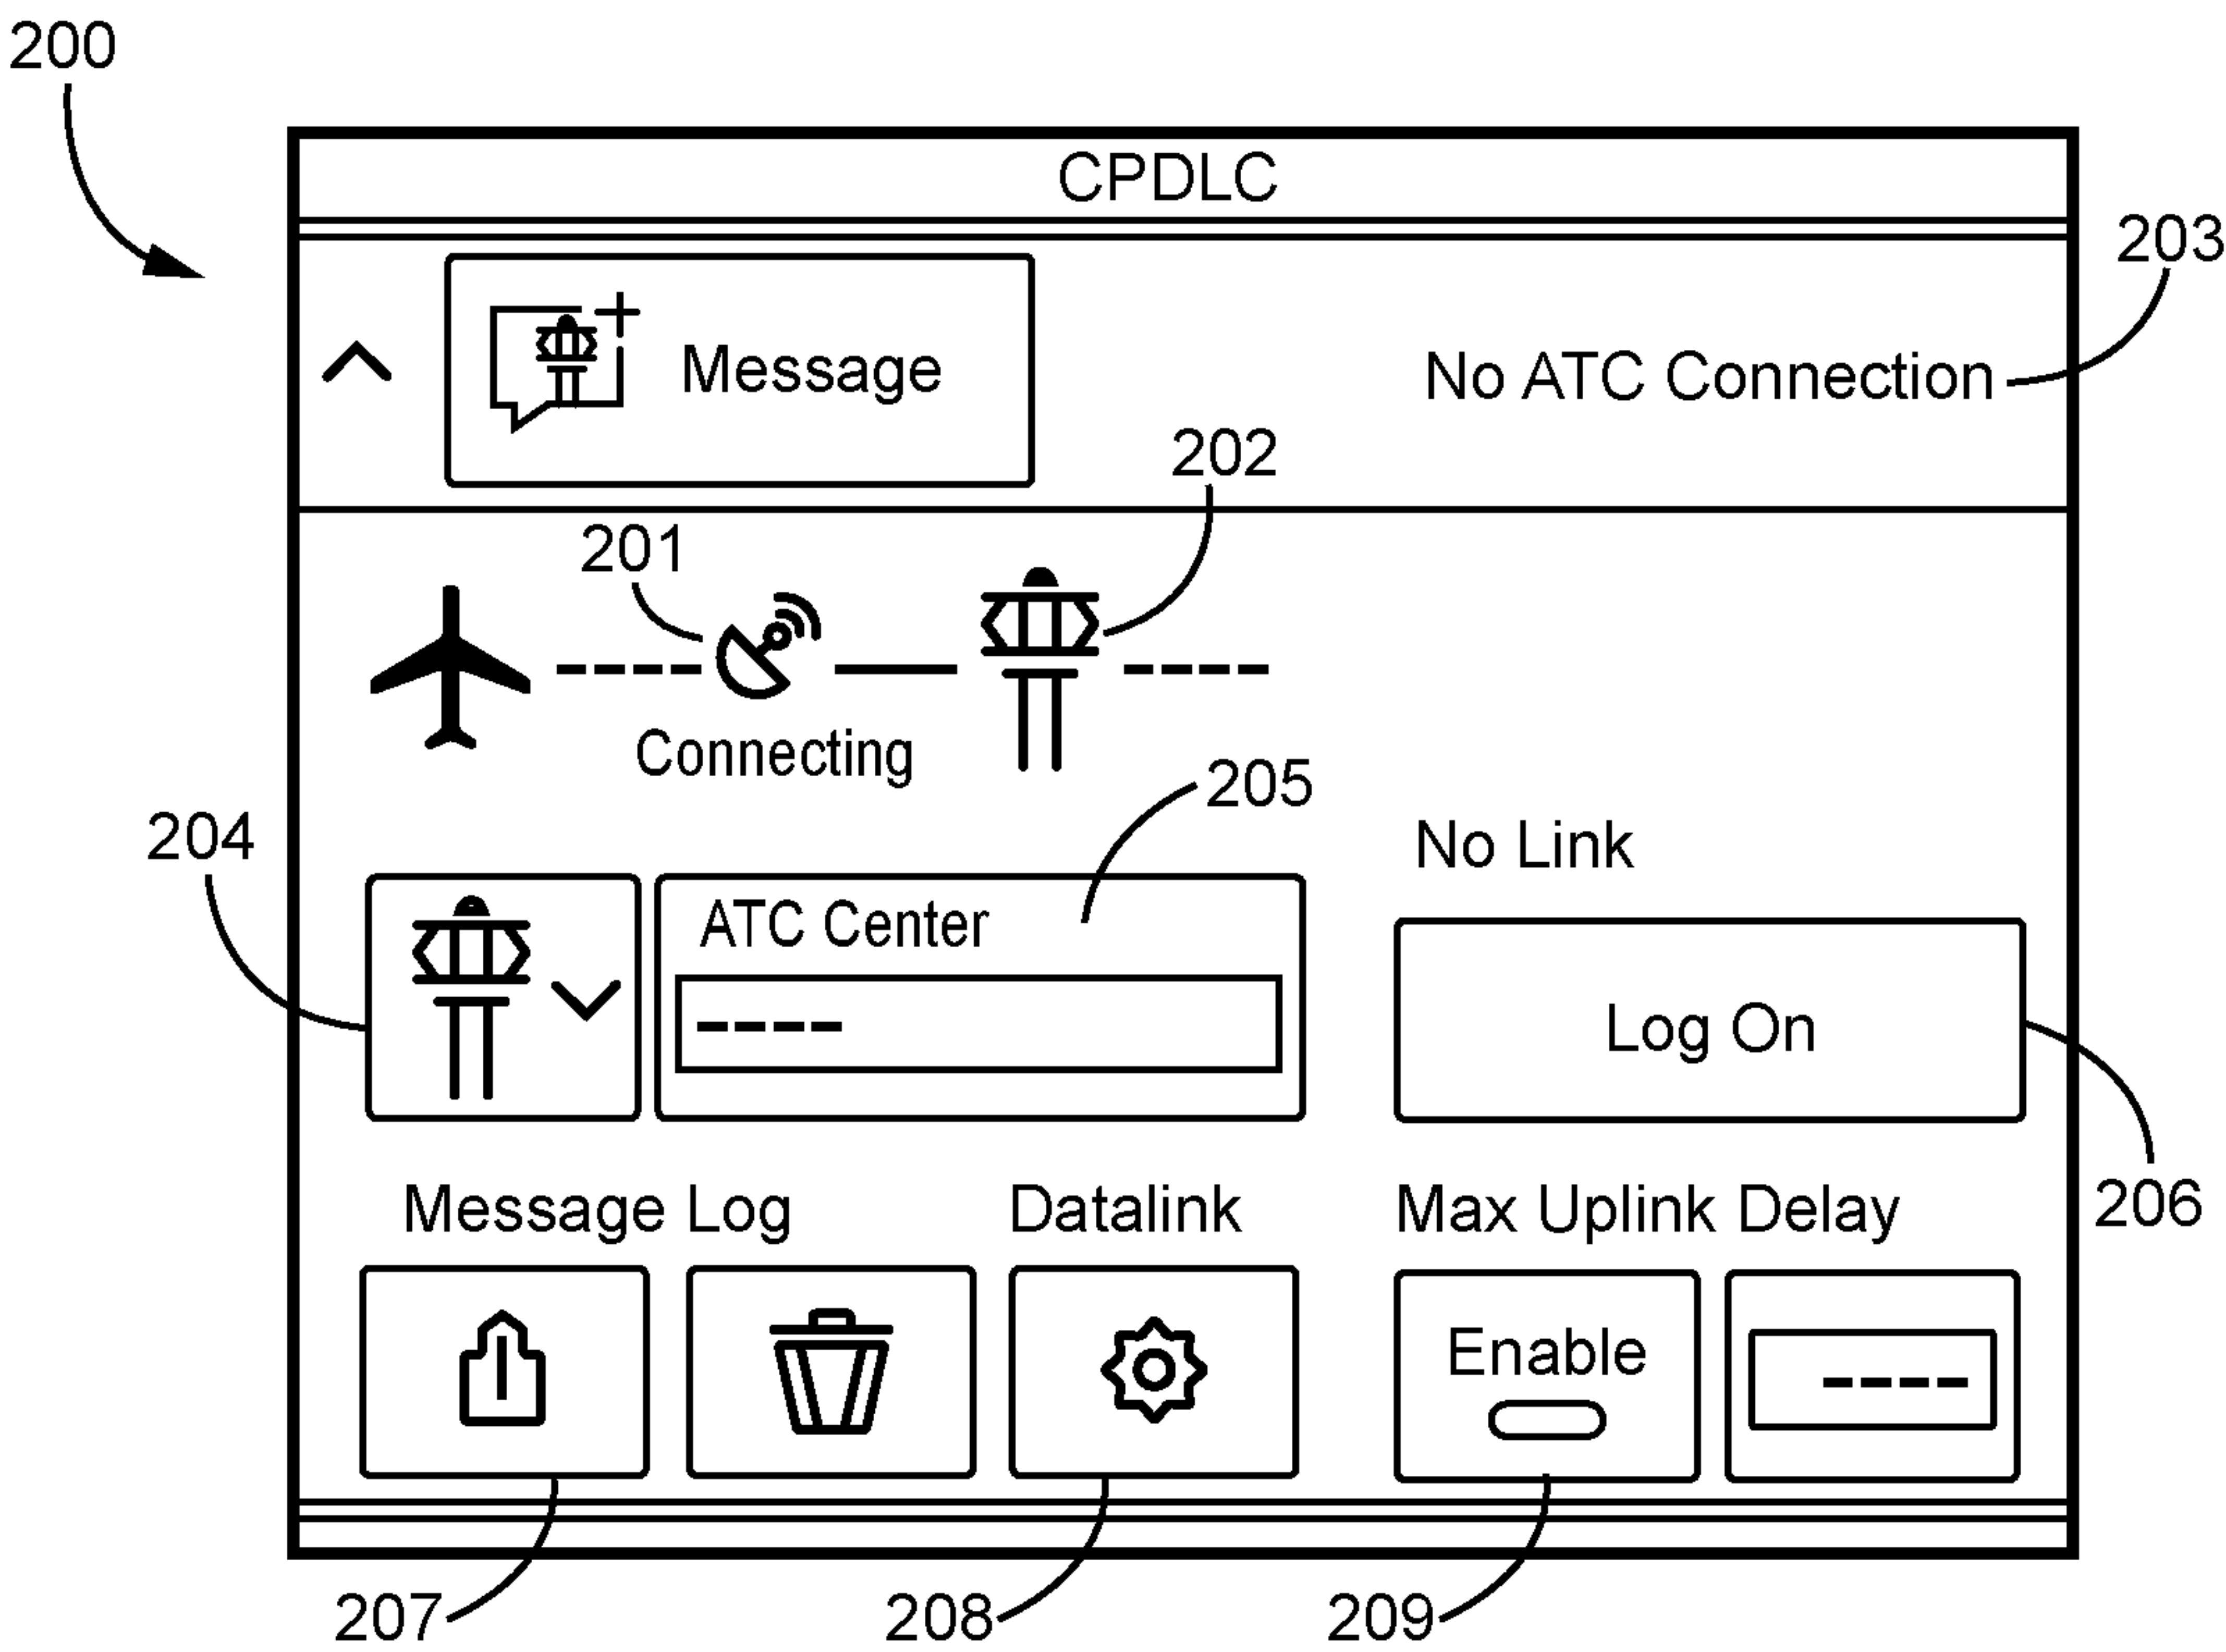 200
CPDLC
203
Message
No ATC Connection
202
201
Connecting
205
204
No Link
ATC Center
----
Log On
206
Message Log
Datalink
Max Uplink Delay
Enable
----
207
208
209